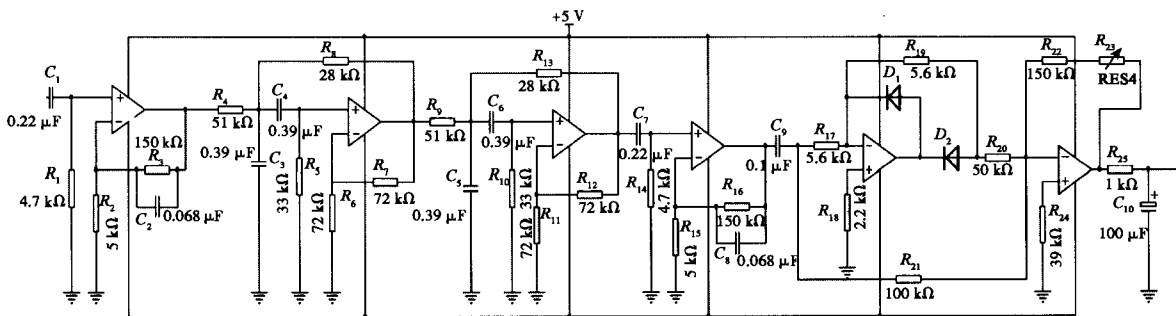 +5 V
C1
0.22 μF
R1
4.7 kΩ
R2
5 kΩ
150 kΩ
R3
C2
0.068 μF
R4
51 kΩ
C3
0.39 μF
C4
0.39 μF
R5
33 kΩ
R8
28 kΩ
R6
72 kΩ
R7
72 kΩ
R9
51 kΩ
C5
0.39 μF
C6
0.39 μF
R10
33 kΩ
R13
28 kΩ
R11
72 kΩ
R12
72 kΩ
C7
0.22 μF
R14
4.7 kΩ
R15
5 kΩ
R16
150 kΩ
C8
0.068 μF
C9
0.1 μF
R17
5.6 kΩ
R18
2.2 kΩ
R19
5.6 kΩ
D1
D2
R20
50 kΩ
R21
100 kΩ
R22
150 kΩ
R23
RES4
R24
39 kΩ
R25
1 kΩ
C10
+
100 μF